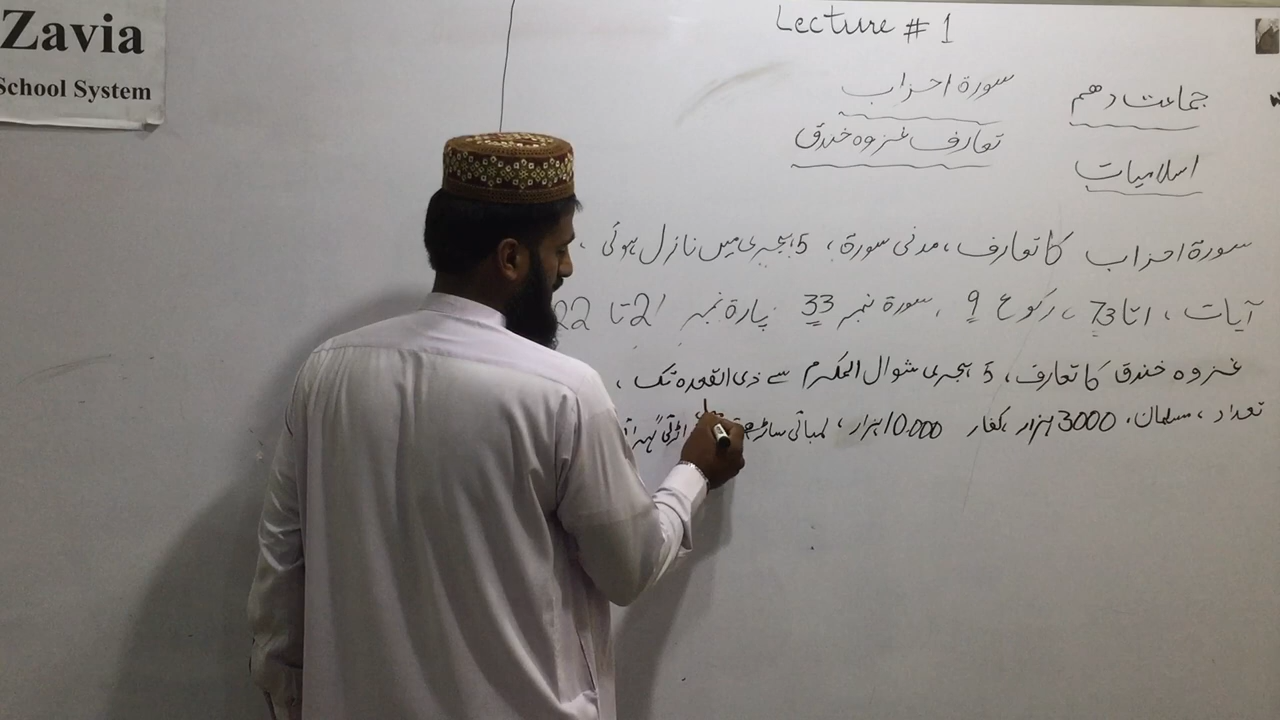 Zavia
School System
Lecture # 1
سورۃ احزاب
جماعت دھم
تعارف غزوہ خندق
اسلامیات
سورۃ احزاب کا تعارف، مدنی سورۃ، 5 ہجری میں نازل ہوئی،
آیات، 1تا 73، رکوع 9، سورۃ نمبر 33 پارۃ نمبر 21 تا 22
غزوہ خندق کا تعارف، 5 ہجری شوال المکرم سے ذی القعدہ تک،
تعداد، مسلمان، 3000 ہزار، کفار 10,000 ہزار، لمبائی